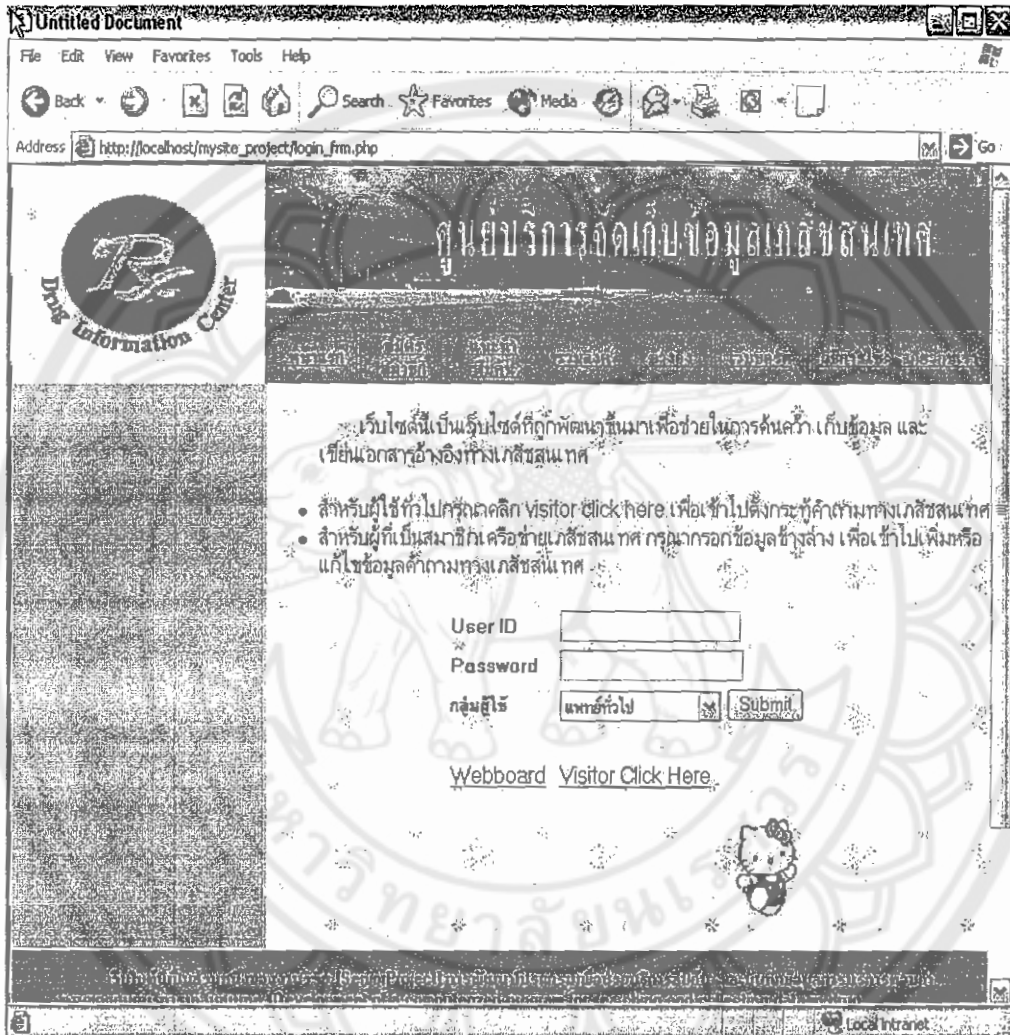 Untitled Document
File Edit View Favorites Tools Help
Back Search Favorites Media
Address http://localhost/mysite_project/login_frm.php Go
ศูนย์บริการจัดเก็บข้อมูลเภสัชสนเทศ
Drug Information Center
เว็บไซต์นี้เป็นเว็บไซต์ที่ถูกพัฒนาขึ้นมาเพื่อช่วยในการค้นคว้า เก็บข้อมูล และ
เขียนเอกสารอ้างอิงทางเภสัชสนเทศ
สำหรับผู้ใช้ทั่วไปกรุณาคลิก visitor click here เพื่อเข้าไปตั้งกระทู้คำถามทางเภสัชสนเทศ
สำหรับผู้ที่เป็นสมาชิกเครือข่ายเภสัชสนเทศ กรุณากรอกข้อมูลข้างล่าง เพื่อเข้าไปเพิ่มหรือ
แก้ไขข้อมูลคำถามทางเภสัชสนเทศ
User ID
Password
กลุ่มผู้ใช้ แพทย์ทั่วไป Submit
Webboard Visitor Click Here
Local intranet